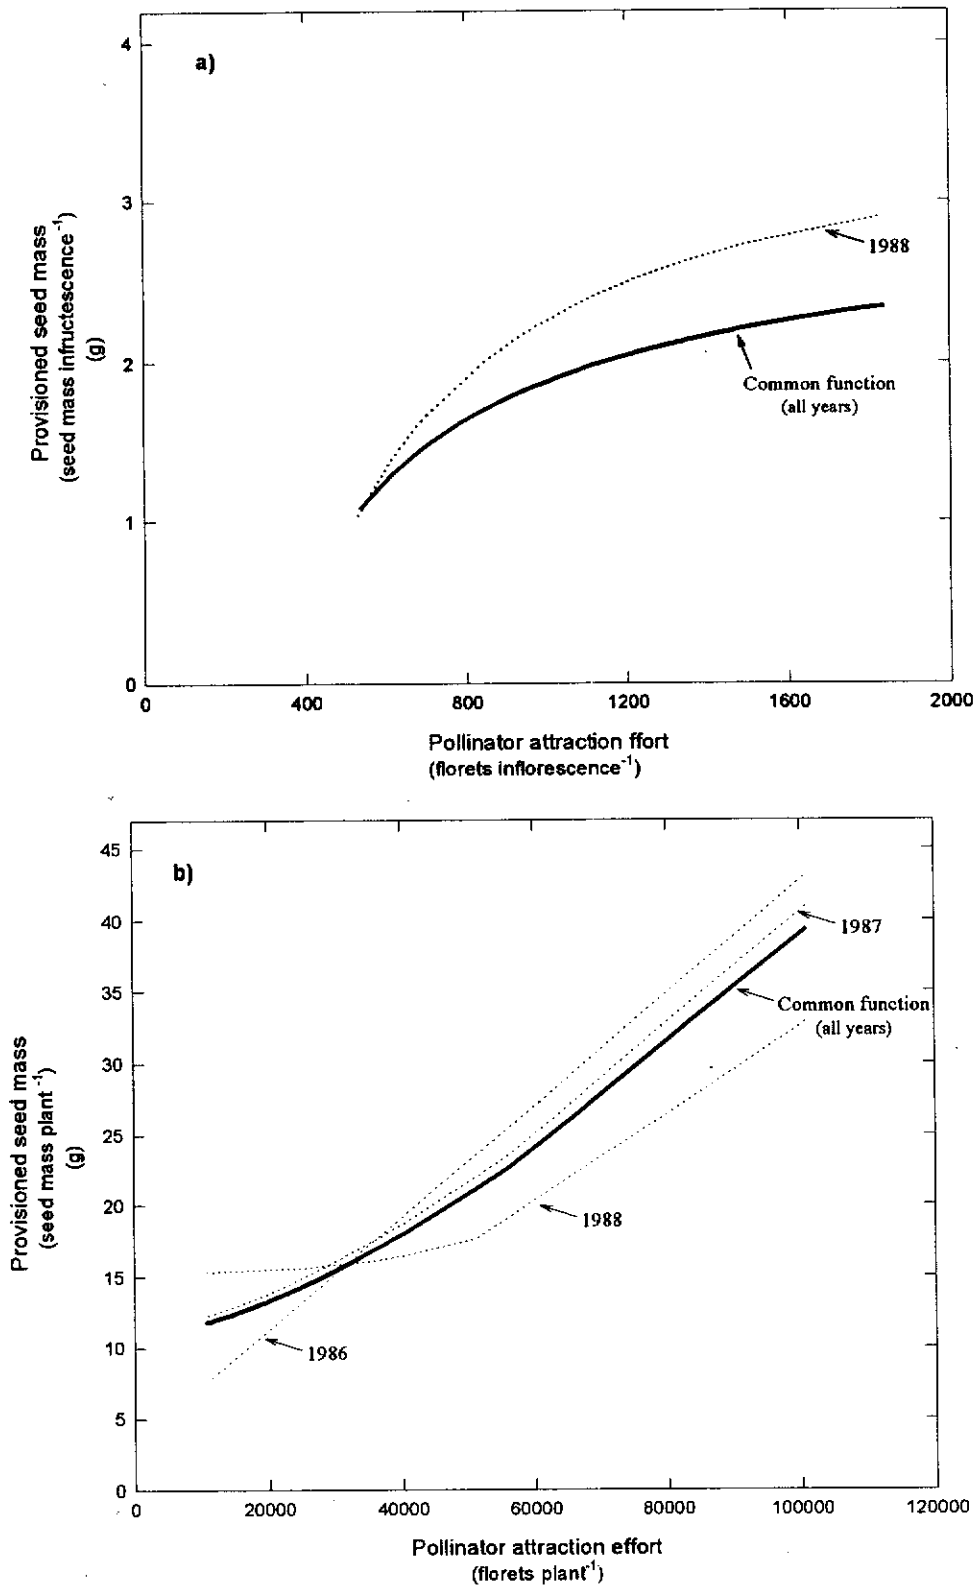 a)
4
3
2
1
0
Provisioned seed mass
(seed mass infructescence⁻¹)
(g)
1988
Common function
(all years)
0 400 800 1200 1600 2000
Pollinator attraction ffort
(florets inflorescence⁻¹)
b)
45
40
35
30
25
20
15
10
5
0
Provisioned seed mass
(seed mass plant⁻¹)
(g)
1987
Common function
(all years)
1988
1986
0 20000 40000 60000 80000 100000 120000
Pollinator attraction effort
(florets plant⁻¹)